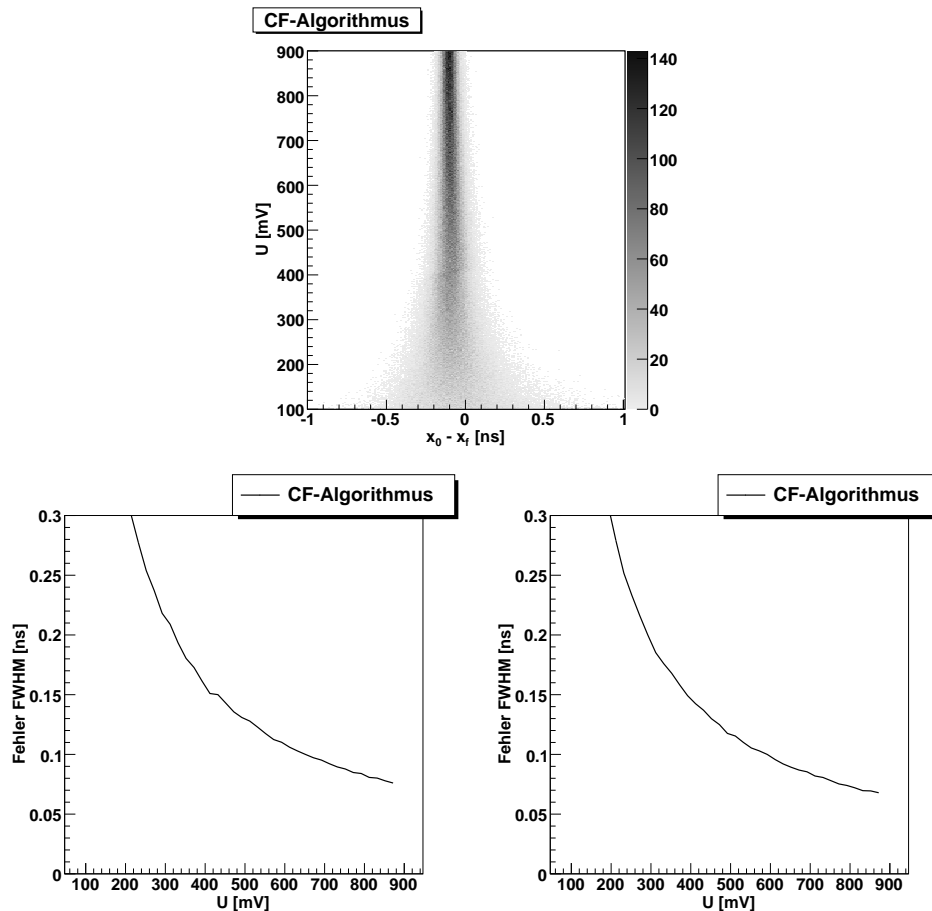 CF-Algorithmus
900
800
700
600
500
400
300
200
100
U [mV]
-1 -0.5 0 0.5 1
x₀ - x_f [ns]
140
120
100
80
60
40
20
0
CF-Algorithmus
0.3
0.25
0.2
0.15
0.1
0.05
0
Fehler FWHM [ns]
100 200 300 400 500 600 700 800 900
U [mV]
CF-Algorithmus
0.3
0.25
0.2
0.15
0.1
0.05
0
Fehler FWHM [ns]
100 200 300 400 500 600 700 800 900
U [mV]